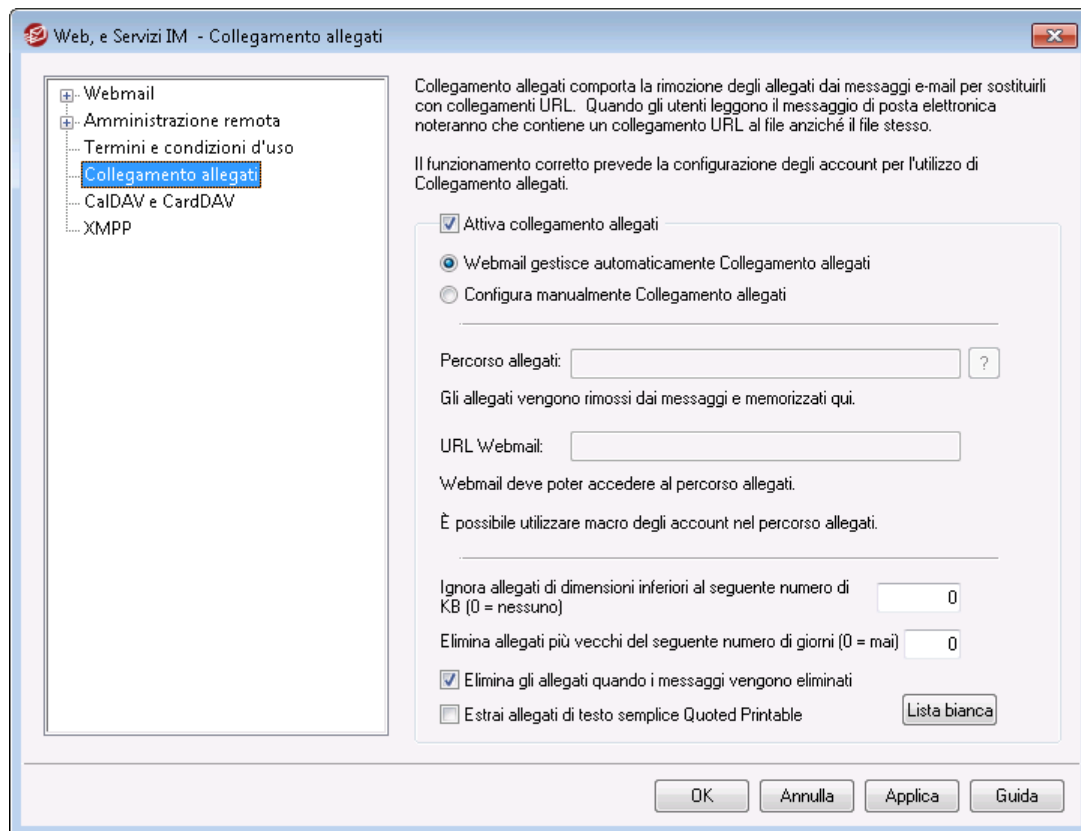 Web, e Servizi IM - Collegamento allegati
Webmail
Amministrazione remota
Termini e condizioni d'uso
Collegamento allegati
CalDAV e CardDAV
XMPP
Collegamento allegati comporta la rimozione degli allegati dai messaggi e-mail per sostituirli
con collegamenti URL. Quando gli utenti leggono il messaggio di posta elettronica
noteranno che contiene un collegamento URL al file anziché il file stesso.
Il funzionamento corretto prevede la configurazione degli account per l'utilizzo di
Collegamento allegati.
Attiva collegamento allegati
Webmail gestisce automaticamente Collegamento allegati
Configura manualmente Collegamento allegati
Percorso allegati:
?
Gli allegati vengono rimossi dai messaggi e memorizzati qui.
URL Webmail:
Webmail deve poter accedere al percorso allegati.
È possibile utilizzare macro degli account nel percorso allegati.
Ignora allegati di dimensioni inferiori al seguente numero di
KB (0 = nessuno)
0
Elimina allegati più vecchi del seguente numero di giorni (0 = mai)
0
Elimina gli allegati quando i messaggi vengono eliminati
Estrai allegati di testo semplice Quoted Printable
Lista bianca
OK
Annulla
Applica
Guida